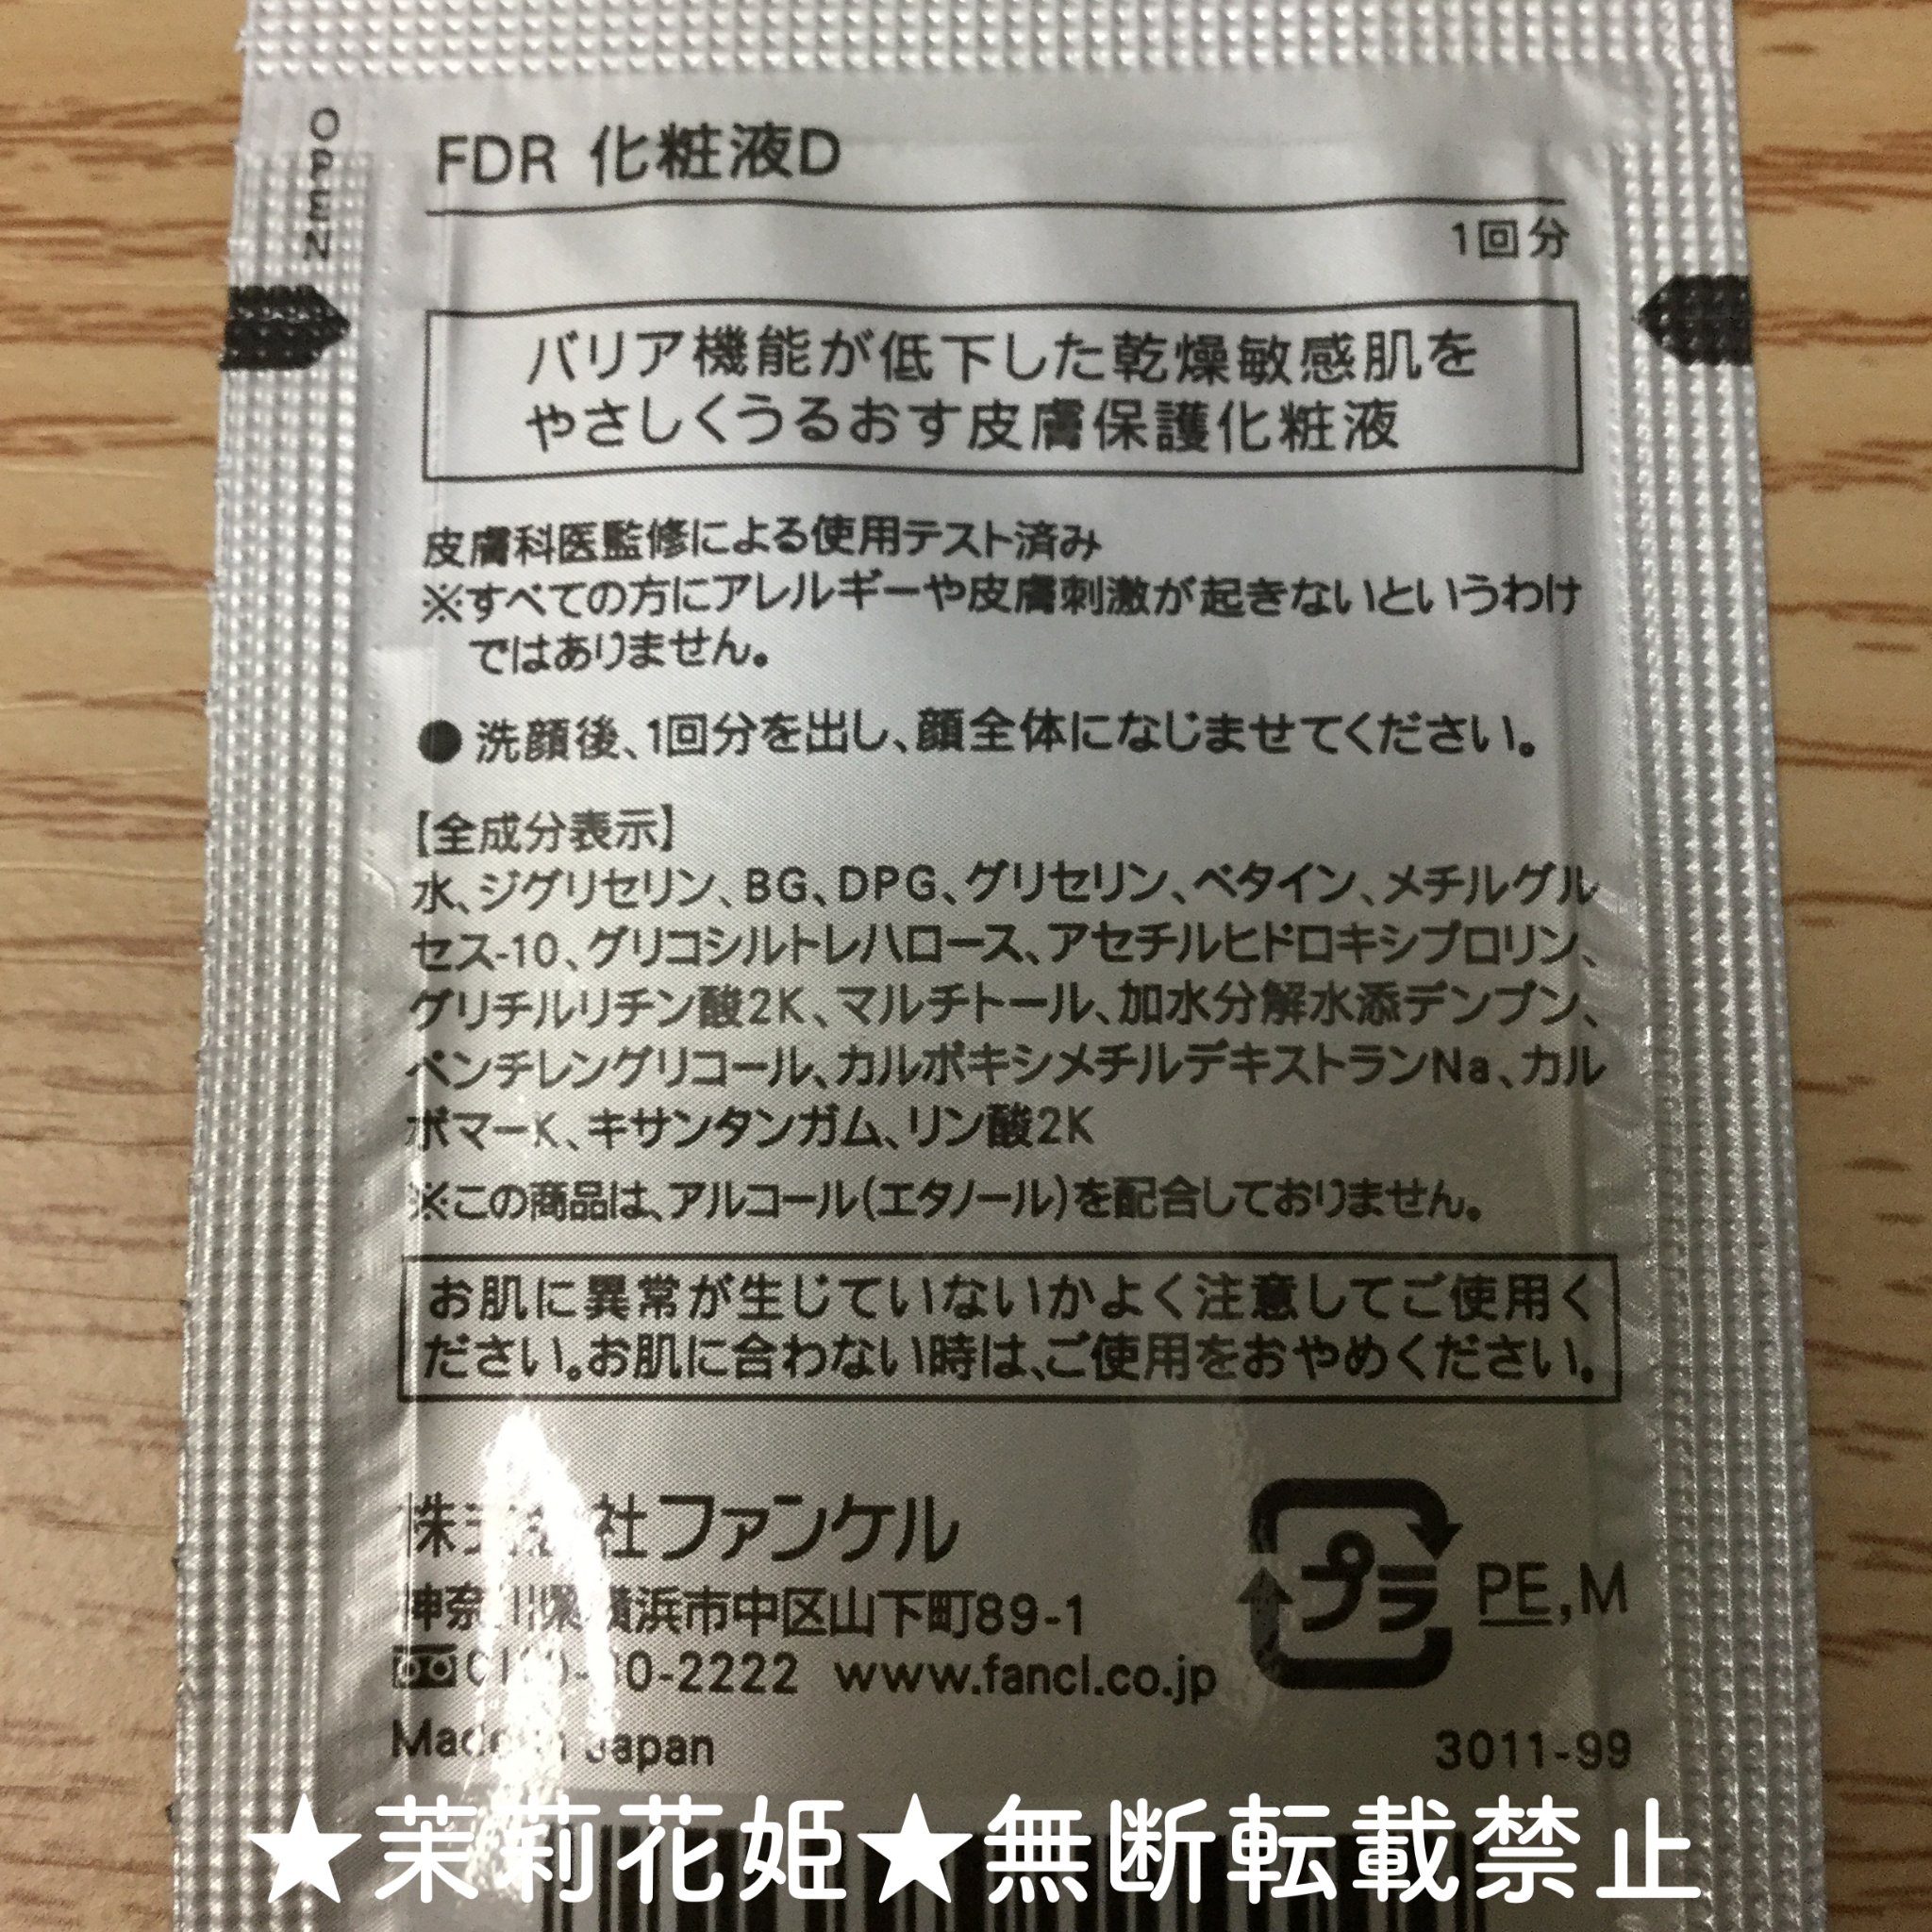 OPEN
FDR 化粧液D
1回分
バリア機能が低下した乾燥敏感肌を
やさしくうるおす皮膚保護化粧液
皮膚科医監修による使用テスト済み
※すべての方にアレルギーや皮膚刺激が起きないというわけ
ではありません。
●洗顔後、1回分を出し、顔全体になじませてください。
【全成分表示】
水、ジグリセリン、BG、DPG、グリセリン、ベタイン、メチルグル
セス-10、グリコシルトレハロース、アセチルヒドロキシプロリン、
グリチルリチン酸2K、マルチトール、加水分解水添デンプン、
ペンチレングリコール、カルボキシメチルデキストランNa、カル
ボマーK、キサンタンガム、リン酸2K
※この商品は、アルコール(エタノール)を配合しておりません。
お肌に異常が生じていないかよく注意してご使用く
ださい。お肌に合わない時は、ご使用をおやめください。
株式会社ファンケル
神奈川県横浜市中区山下町89-1
-2222 www.fancl.co.jp
Made in Japan
プラ
PE,M
3011-99
★茉莉花姫★無断転載禁止